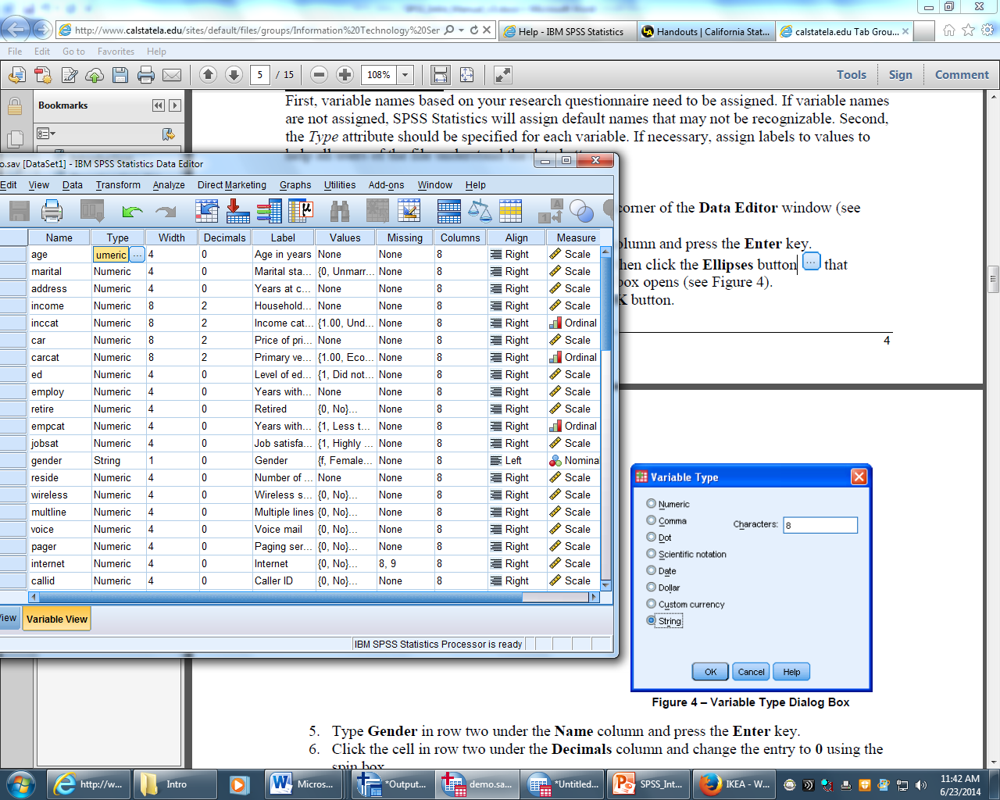 http://www.calstatela.edu/sites/default/files/groups/Information%20Technology%20Ser
Help - IBM SPSS Statistics
Handouts | California Stat...
calstatela.edu Tab Grou...
File Edit Go to Favorites Help
5 / 15 108% Tools Sign Comment
Bookmarks
First, variable names based on your research questionnaire need to be assigned. If variable names
are not assigned, SPSS Statistics will assign default names that may not be recognizable. Second,
the Type attribute should be specified for each variable. If necessary, assign labels to values to
o.sav [DataSet1] - IBM SPSS Statistics Data Editor
Edit View Data Transform Analyze Direct Marketing Graphs Utilities Add-ons Window Help
Name Type Width Decimals Label Values Missing Columns Align Measure
age umeric ... 4 0 Age in years None None 8 Right Scale
marital Numeric 4 0 Marital sta... {0, Unmarr... None 8 Right Scale
address Numeric 4 0 Years at c... None None 8 Right Scale
income Numeric 8 2 Household... None None 8 Right Scale
inccat Numeric 8 2 Income cat... {1.00, Und... None 8 Right Ordinal
car Numeric 8 2 Price of pri... None None 8 Right Scale
carcat Numeric 8 2 Primary ve... {1.00, Eco... None 8 Right Ordinal
ed Numeric 4 0 Level of ed... {1, Did not... None 8 Right Scale
employ Numeric 4 0 Years with... None None 8 Right Scale
retire Numeric 4 0 Retired {0, No}... None 8 Right Scale
empcat Numeric 4 0 Years with... {1, Less t... None 8 Right Ordinal
jobsat Numeric 4 0 Job satisfa... {1, Highly ... None 8 Right Scale
gender String 1 0 Gender {f, Female... None 8 Left Nomina
reside Numeric 4 0 Number of ... None None 8 Right Scale
wireless Numeric 4 0 Wireless s... {0, No}... None 8 Right Scale
multline Numeric 4 0 Multiple lines {0, No}... None 8 Right Scale
voice Numeric 4 0 Voice mail {0, No}... None 8 Right Scale
pager Numeric 4 0 Paging ser... {0, No}... None 8 Right Scale
internet Numeric 4 0 Internet {0, No}... 8, 9 8 Right Scale
callid Numeric 4 0 Caller ID {0, No}... None 8 Right Scale
View Variable View
IBM SPSS Statistics Processor is ready
corner of the Data Editor window (see
olumn and press the Enter key.
hen click the Ellipses button ... that
box opens (see Figure 4).
K button.
4
Variable Type
Numeric
Comma
Dot
Scientific notation
Date
Dollar
Custom currency
String
Characters: 8
OK Cancel Help
Figure 4 – Variable Type Dialog Box
5. Type Gender in row two under the Name column and press the Enter key.
6. Click the cell in row two under the Decimals column and change the entry to 0 using the
spin box.
http://w... Intro Micros... *Output... demo.sa... *Untitled... SPSS_Int... IKEA - W...
11:42 AM
6/23/2014